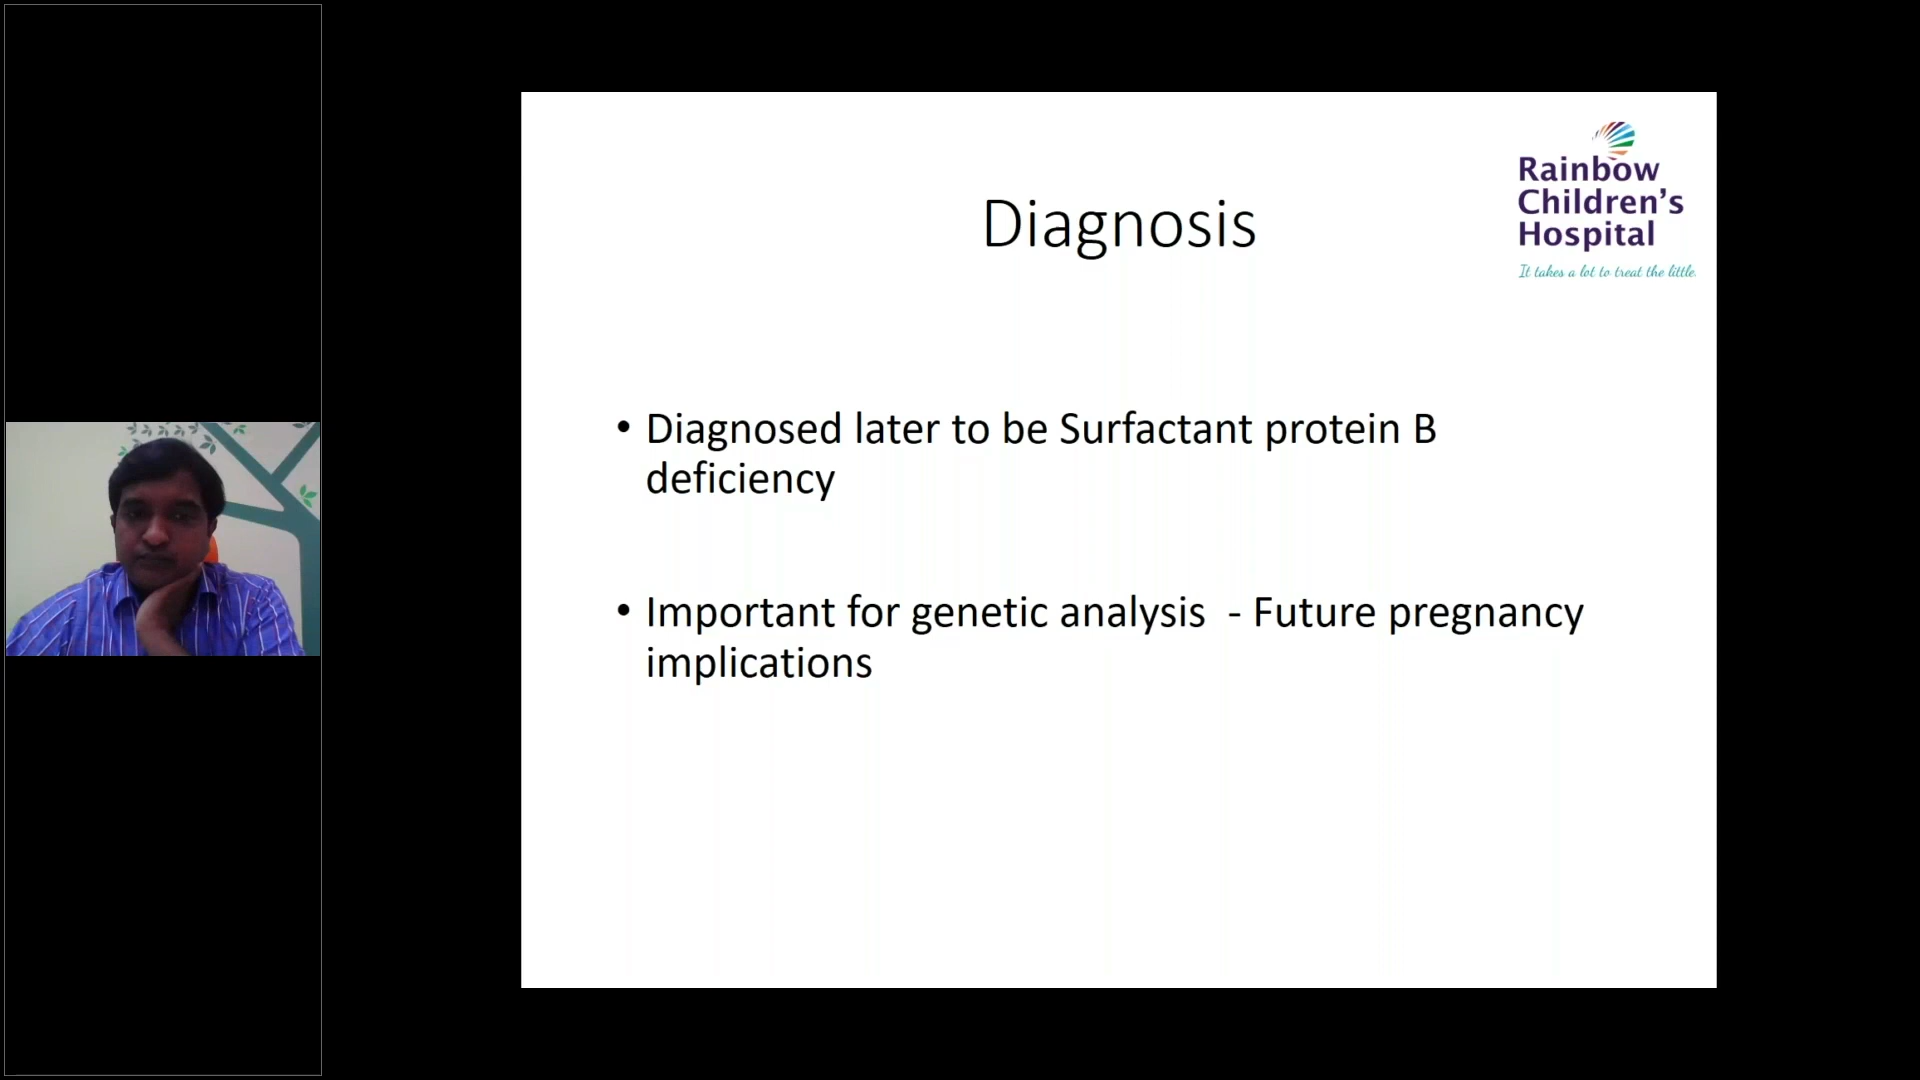 Rainbow
Children's
Hospital
It takes a lot to treat the little.
Diagnosis
• Diagnosed later to be Surfactant protein B
deficiency
• Important for genetic analysis - Future pregnancy
implications